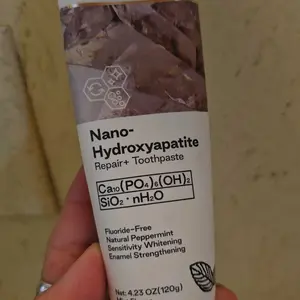 Nano-
Hydroxyapatite
Repair+ Toothpaste
Ca₁₀(PO₄)₆(OH)₂
SiO₂ · nH₂O
Fluoride-Free
Natural Peppermint
Sensitivity Whitening
Enamel Strengthening
Net: 4.23 OZ(120g)